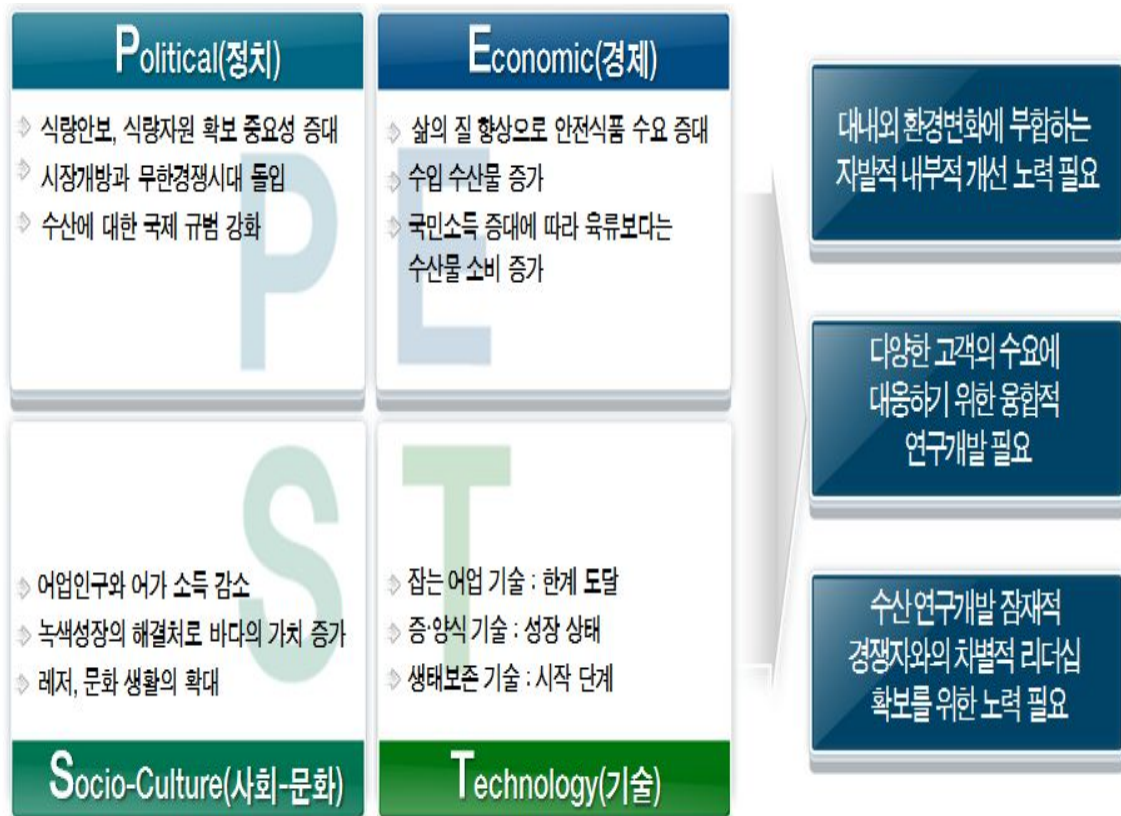 Political(정치)
식량안보, 식량자원 확보 중요성 증대
시장개방과 무한경쟁시대 돌입
수산에 대한 국제 규범 강화
P
Economic(경제)
삶의 질 향상으로 안전식품 수요 증대
수입 수산물 증가
국민소득 증대에 따라 육류보다는
수산물 소비 증가
E
S
어업인구와 어가 소득 감소
녹색성장의 해결처로 바다의 가치 증가
레저, 문화 생활의 확대
Socio-Culture(사회-문화)
T
잡는 어업 기술 : 한계 도달
증·양식 기술 : 성장 상태
생태보존 기술 : 시작 단계
Technology(기술)
대내외 환경변화에 부합하는
자발적 내부적 개선 노력 필요
다양한 고객의 수요에
대응하기 위한 융합적
연구개발 필요
수산 연구개발 잠재적
경쟁자와의 차별적 리더십
확보를 위한 노력 필요